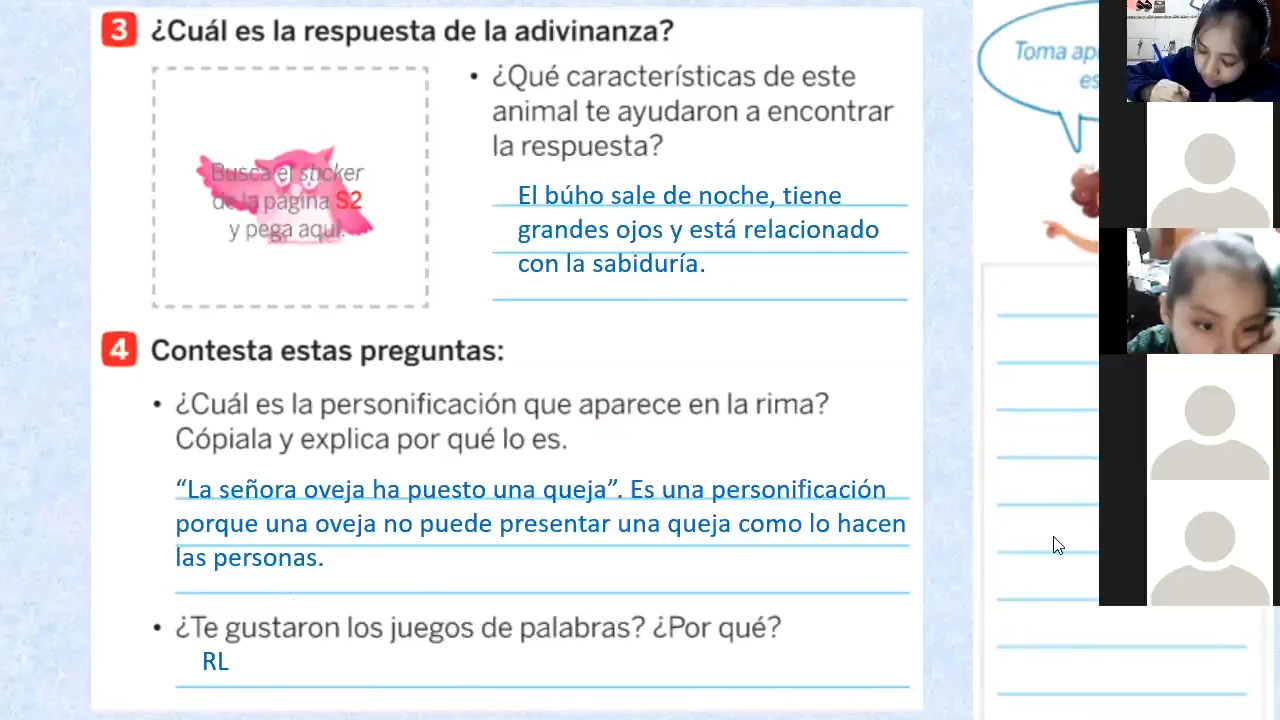 3 ¿Cuál es la respuesta de la adivinanza?
Busca el sticker
de la página S2
y pega aquí.
• ¿Qué características de este
animal te ayudaron a encontrar
la respuesta?
El búho sale de noche, tiene
grandes ojos y está relacionado
con la sabiduría.
4 Contesta estas preguntas:
• ¿Cuál es la personificación que aparece en la rima?
Cópiala y explica por qué lo es.
“La señora oveja ha puesto una queja”. Es una personificación
porque una oveja no puede presentar una queja como lo hacen
las personas.
• ¿Te gustaron los juegos de palabras? ¿Por qué?
RL
Toma